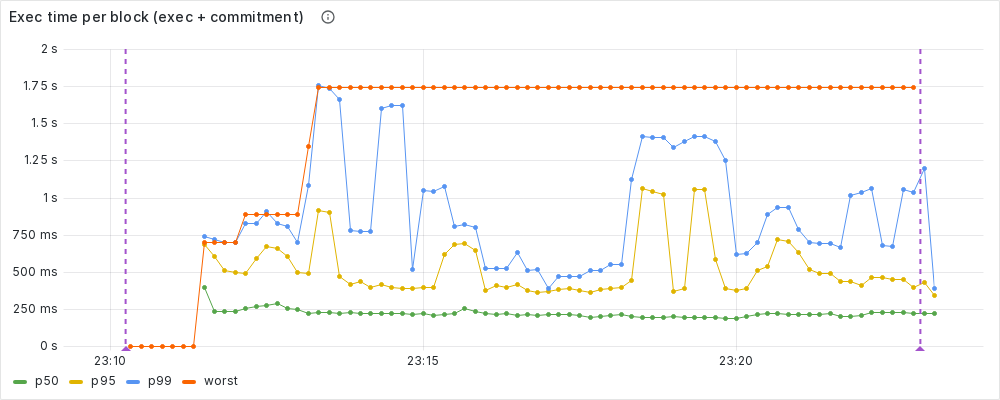 Exec time per block (exec + commitment)
2 s
1.75 s
1.5 s
1.25 s
1 s
750 ms
500 ms
250 ms
0 s
23:10 23:15 23:20
p50 p95 p99 worst